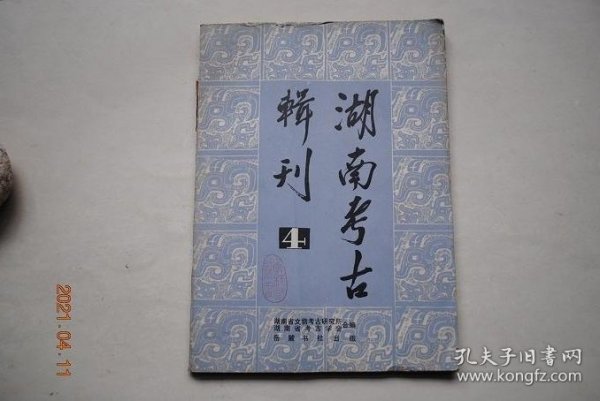 湖南考古
輯刊
4
湖南省文物考古研究所
湖南省考古学会
合编
岳麓书社出版
2021.04.11
孔夫子旧书网
www.kongfz.com